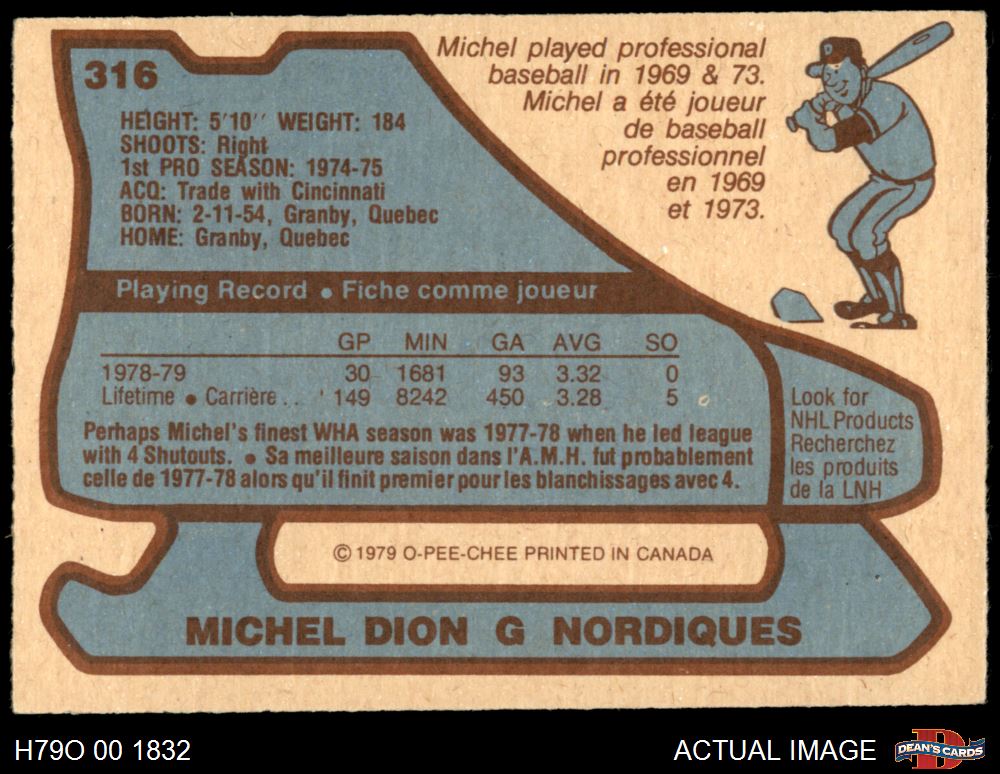 316
HEIGHT: 5'10'' WEIGHT: 184
SHOOTS: Right
1st PRO SEASON: 1974-75
ACQ: Trade with Cincinnati
BORN: 2-11-54, Granby, Quebec
HOME: Granby, Quebec
Michel played professional
baseball in 1969 & 73.
Michel a été joueur
de baseball
professionnel
en 1969
et 1973.
Playing Record • Fiche comme joueur
GP MIN GA AVG SO
1978-79 30 1681 93 3.32 0
Lifetime • Carrière . . 149 8242 450 3.28 5
Perhaps Michel's finest WHA season was 1977-78 when he led league
with 4 Shutouts. • Sa meilleure saison dans l'A.M.H. fut probablement
celle de 1977-78 alors qu'il finit premier pour les blanchissages avec 4.
Look for
NHL Products
Recherchez
les produits
de la LNH
© 1979 O-PEE-CHEE PRINTED IN CANADA
MICHEL DION G NORDIQUES
H79O 00 1832
ACTUAL IMAGE
D
DEAN'S CARDS